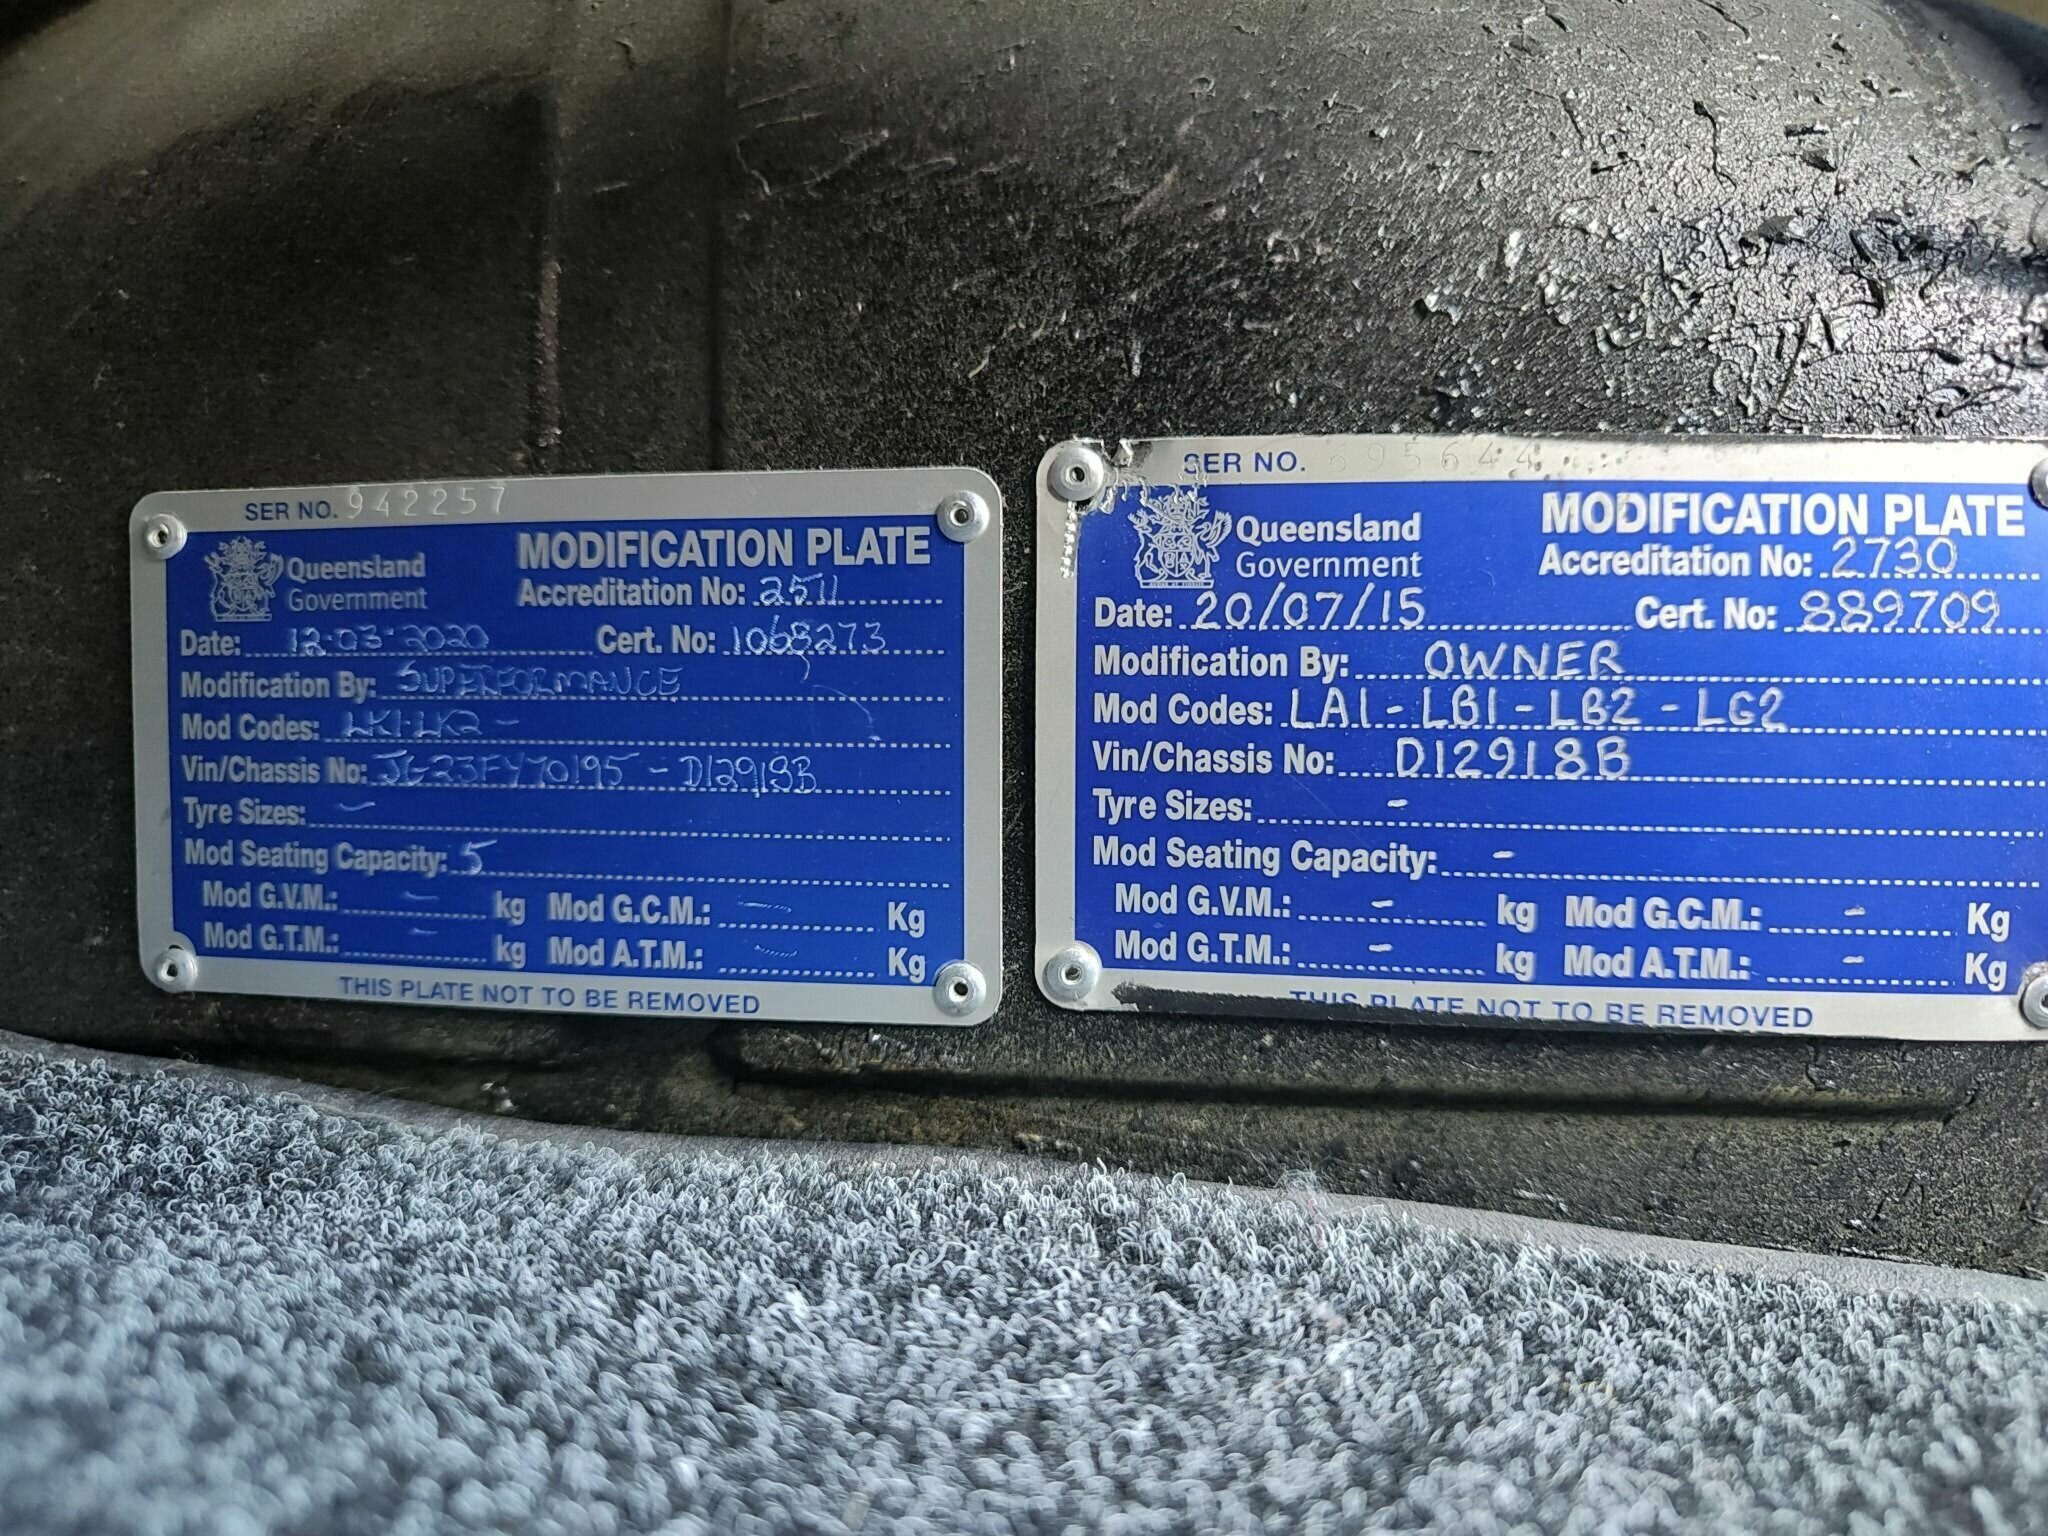 SER NO. 942257
Queensland Government
MODIFICATION PLATE
Accreditation No: 2511
Date: 12-03-2020 Cert. No: 1068273
Modification By: SUPERFORMANCE
Mod Codes: LK1-LK2-
Vin/Chassis No: JG23FY70195 - D12918B
Tyre Sizes: -
Mod Seating Capacity: 5
Mod G.V.M.: - kg Mod G.C.M.: - Kg
Mod G.T.M.: - kg Mod A.T.M.: - Kg
THIS PLATE NOT TO BE REMOVED
SER NO. 695644
Queensland Government
MODIFICATION PLATE
Accreditation No: 2730
Date: 20/07/15 Cert. No: 889709
Modification By: OWNER
Mod Codes: LA1 - LB1 - LB2 - LG2
Vin/Chassis No: D12918B
Tyre Sizes: -
Mod Seating Capacity: -
Mod G.V.M.: - kg Mod G.C.M.: - Kg
Mod G.T.M.: - kg Mod A.T.M.: - Kg
THIS PLATE NOT TO BE REMOVED